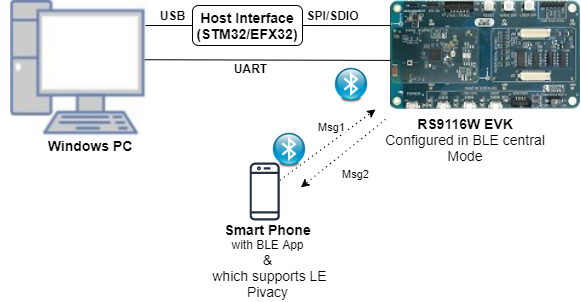 USB
Host Interface
(STM32/EFX32)
SPI/SDIO
UART
Windows PC
RS9116W EVK
Configured in BLE central
Mode
Msg1
Msg2
Smart Phone
with BLE App
&
which supports LE
Privacy